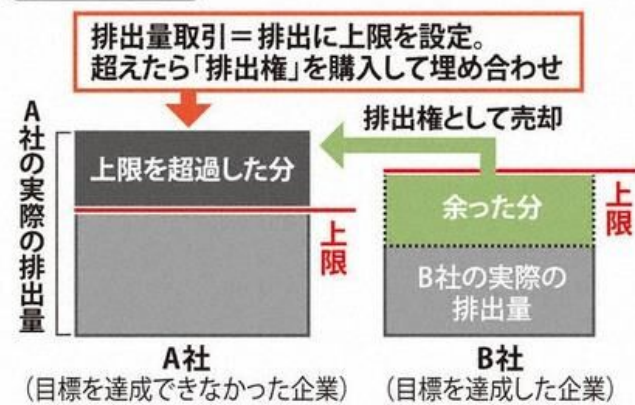 排出量取引＝排出に上限を設定。
超えたら「排出権」を購入して埋め合わせ
排出権として売却
A社の実際の排出量
上限を超過した分
上限
余った分
上限
B社の実際の
排出量
A社
（目標を達成できなかった企業）
B社
（目標を達成した企業）